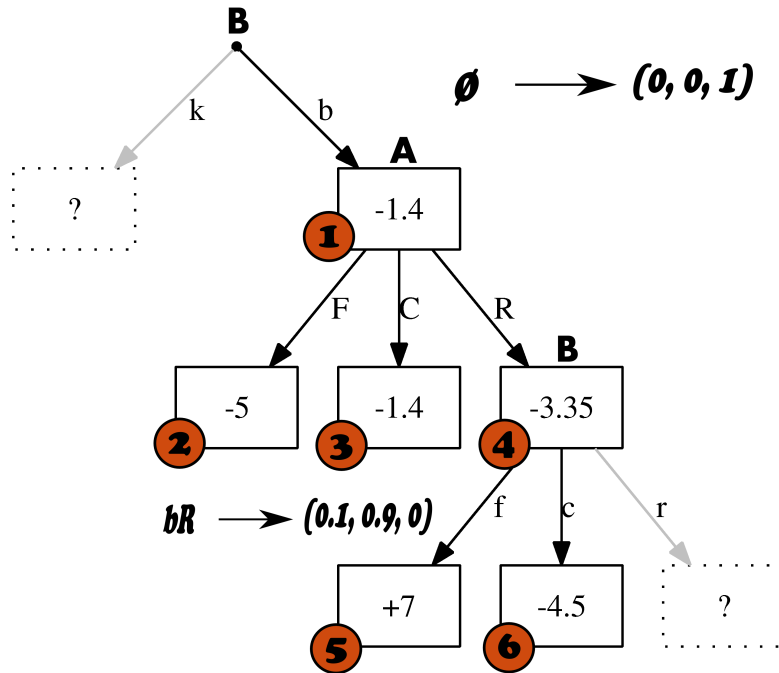 B
Ø (0, 0, 1)
k b
A
? -1.4
1
F C R
B
-5 -1.4 -3.35
2 3 4
bR (0.1, 0.9, 0) f c r
+7 -4.5 ?
5 6